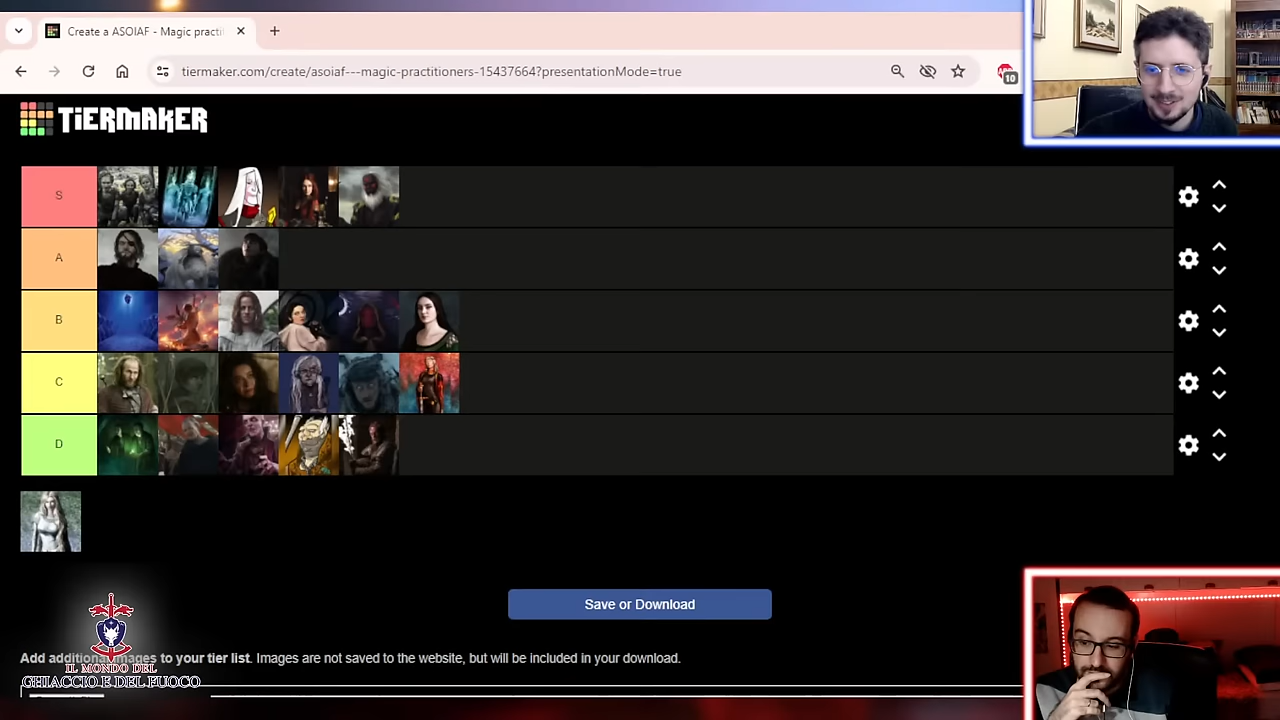 Create a ASOIAF - Magic practi
tiermaker.com/create/asoiaf---magic-practitioners-15437664?presentationMode=true
10
TiERMAKER
S
A
B
C
D
Save or Download
Add additional images to your tier list. Images are not saved to the website, but will be included in your download.
IL MONDO DEL
GHIACCIO E DEL FUOCO